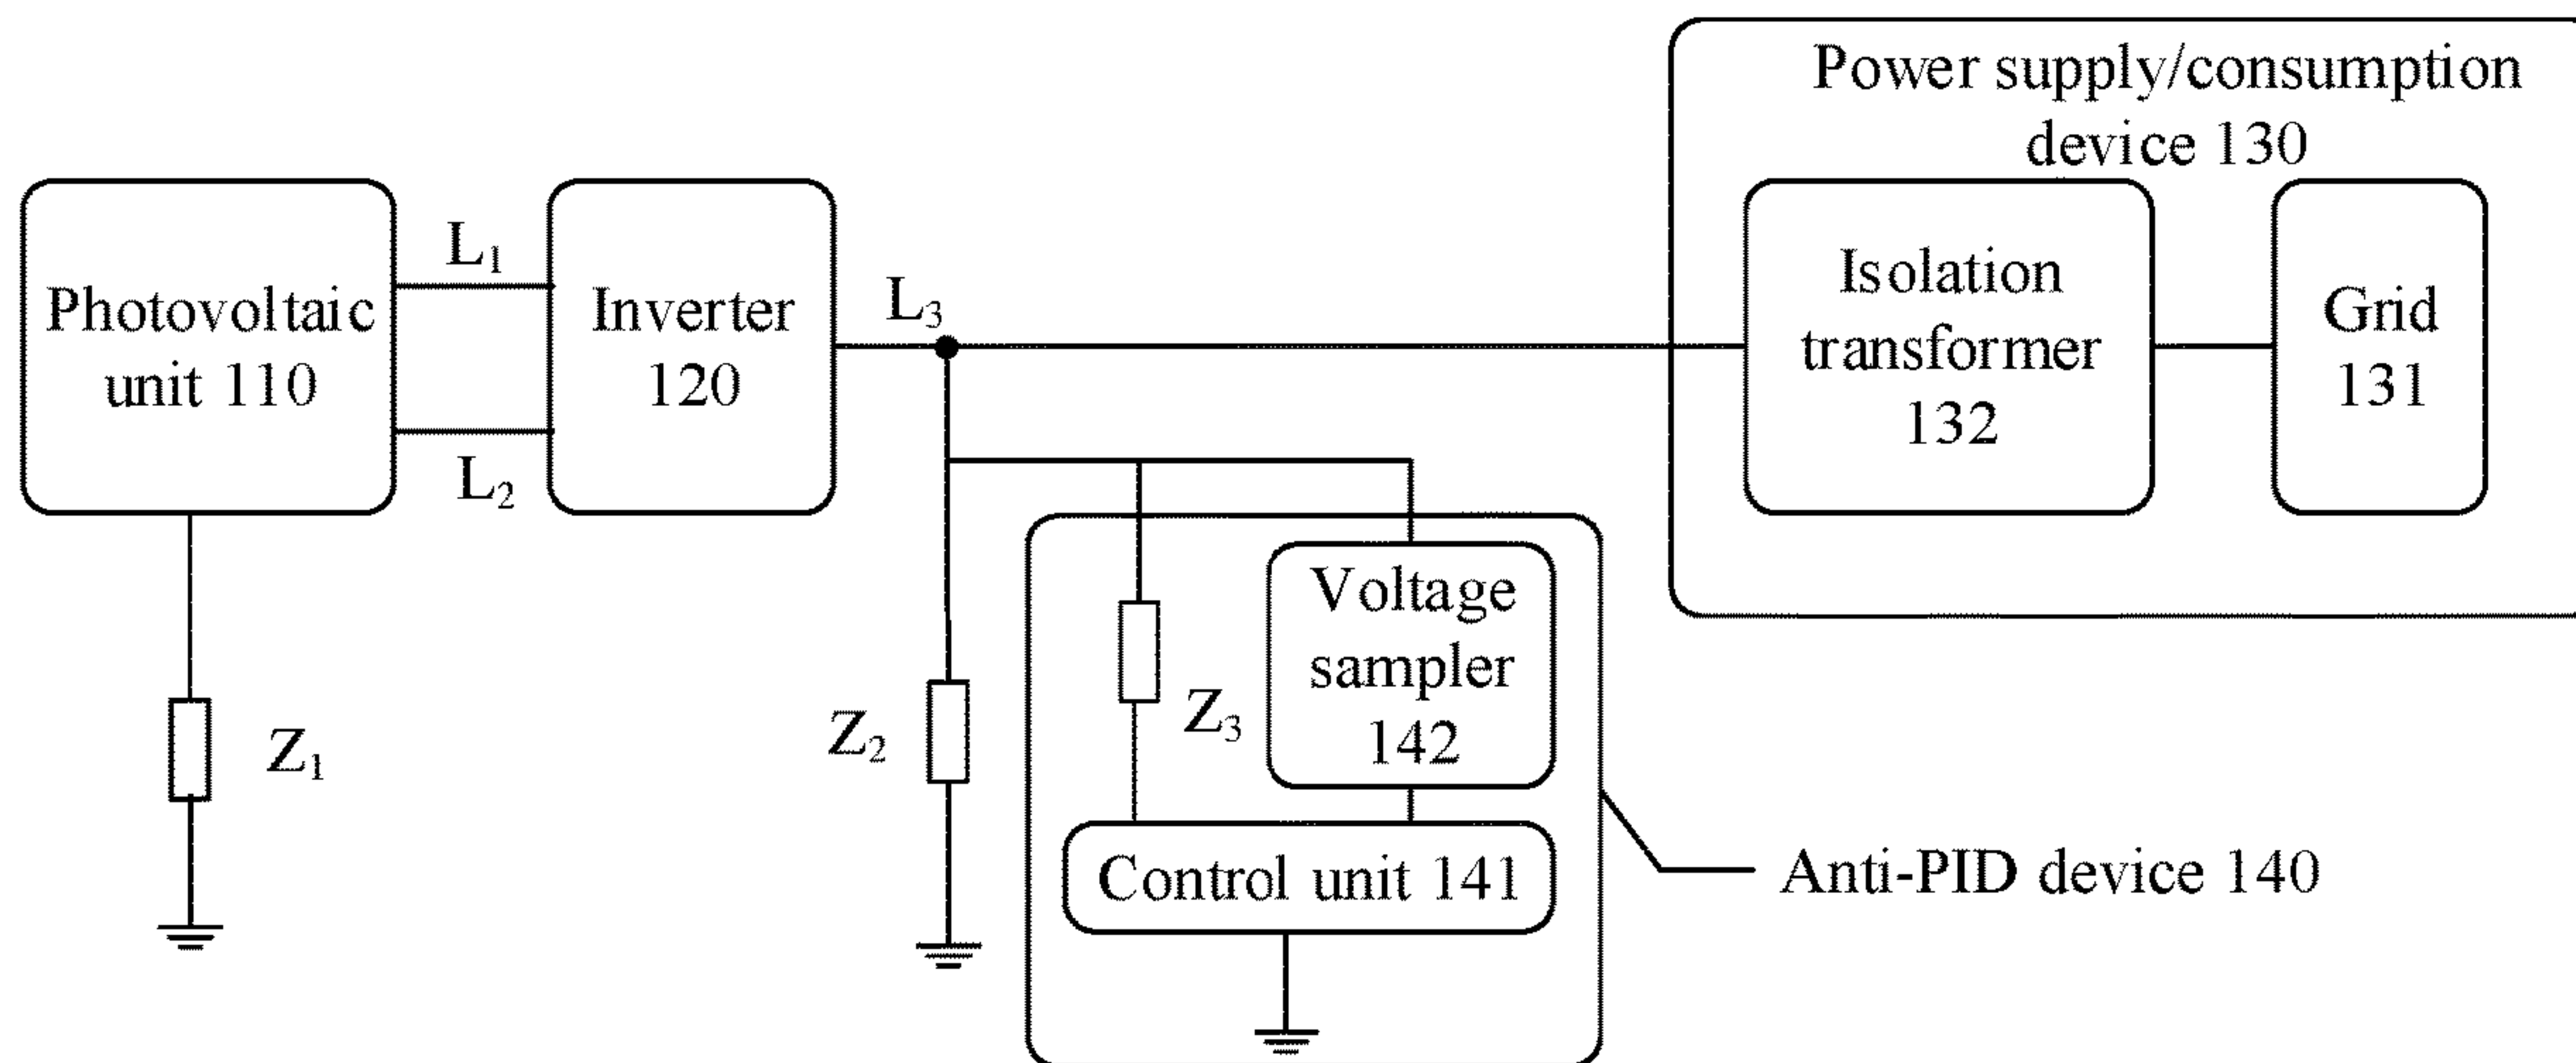 Power supply/consumption
device 130
Photovoltaic
unit 110
L₁
L₂
Inverter
120
L₃
Isolation
transformer
132
Grid
131
Z₁
Z₂
Z₃
Voltage
sampler
142
Control unit 141
Anti-PID device 140